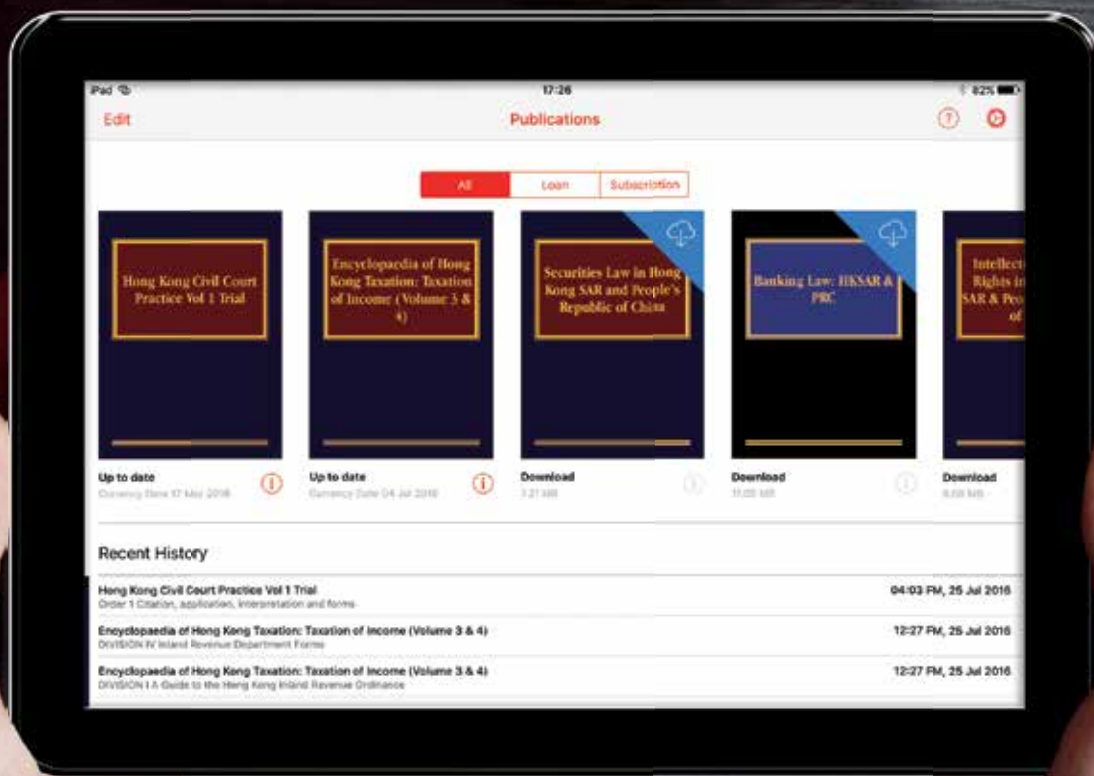 iPad
17:26
82%
Edit
Publications
?
All
Loan
Subscription
Hong Kong Civil Court
Practice Vol 1 Trial
Encyclopaedia of Hong
Kong Taxation: Taxation
of Income (Volume 3 &
4)
Securities Law in Hong
Kong SAR and People's
Republic of China
Banking Law: HKSAR &
PRC
Intellect
Rights in
SAR & Peo
of
Up to date
Currency Date 17 May 2016
Up to date
Currency Date 04 Jul 2016
Download
7.21 MB
Download
Download
Recent History
Hong Kong Civil Court Practice Vol 1 Trial
04:03 PM, 25 Jul 2016
Order 1 Citation, application, interpretation and forms
Encyclopaedia of Hong Kong Taxation: Taxation of Income (Volume 3 & 4)
12:27 PM, 25 Jul 2016
DIVISION IV Inland Revenue Department Forms
Encyclopaedia of Hong Kong Taxation: Taxation of Income (Volume 3 & 4)
12:27 PM, 25 Jul 2016
DIVISION I A Guide to the Hong Kong Inland Revenue Ordinance